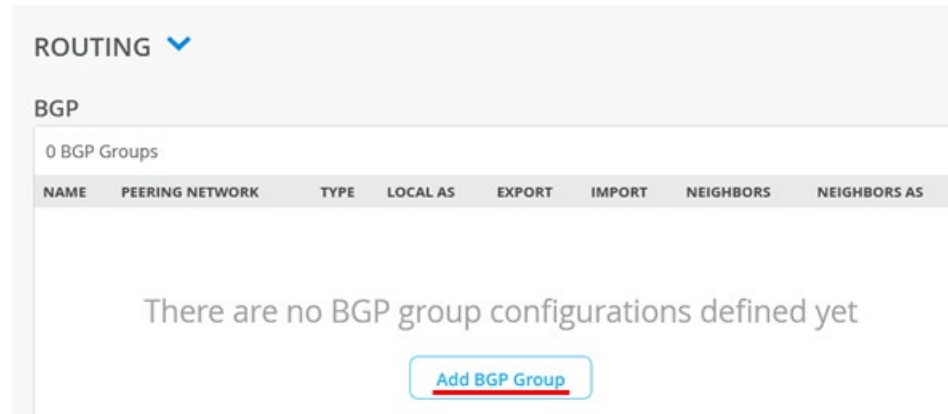 ROUTING
BGP
0 BGP Groups
NAME PEERING NETWORK TYPE LOCAL AS EXPORT IMPORT NEIGHBORS NEIGHBORS AS
There are no BGP group configurations defined yet
Add BGP Group